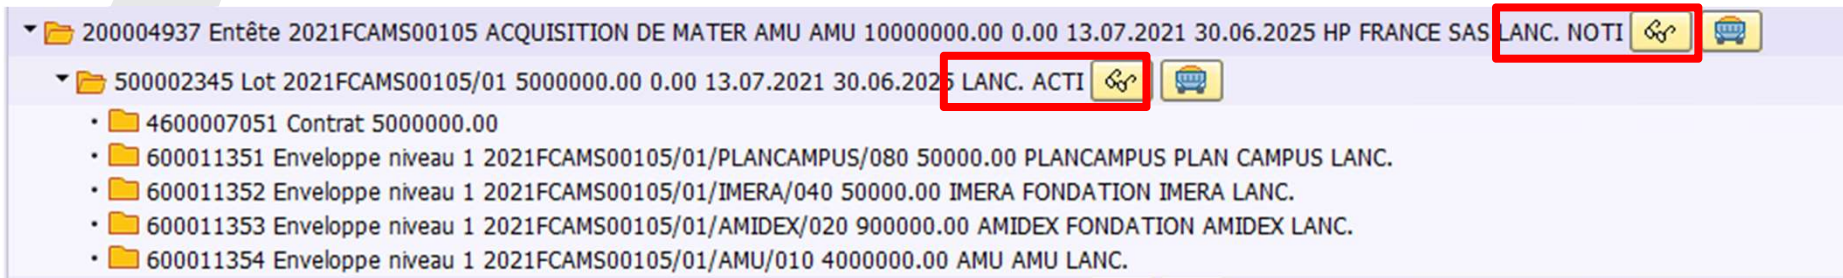 200004937 Entête 2021FCAMS00105 ACQUISITION DE MATER AMU AMU 10000000.00 0.00 13.07.2021 30.06.2025 HP FRANCE SAS LANC. NOTI
500002345 Lot 2021FCAMS00105/01 5000000.00 0.00 13.07.2021 30.06.2025 LANC. ACTI
4600007051 Contrat 5000000.00
600011351 Enveloppe niveau 1 2021FCAMS00105/01/PLANCAMPUS/080 50000.00 PLANCAMPUS PLAN CAMPUS LANC.
600011352 Enveloppe niveau 1 2021FCAMS00105/01/IMERA/040 50000.00 IMERA FONDATION IMERA LANC.
600011353 Enveloppe niveau 1 2021FCAMS00105/01/AMIDEX/020 900000.00 AMIDEX FONDATION AMIDEX LANC.
600011354 Enveloppe niveau 1 2021FCAMS00105/01/AMU/010 4000000.00 AMU AMU LANC.